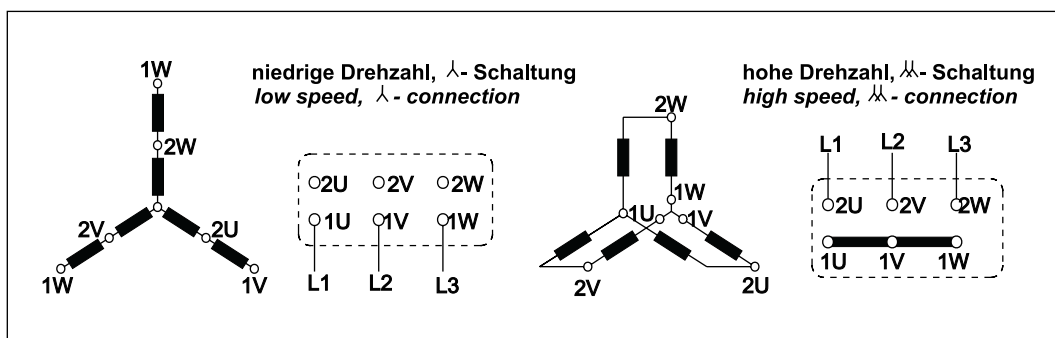 1W
2W
2V
2U
1W
1V
niedrige Drehzahl, - Schaltung
low speed, - connection
2U 2V 2W
1U 1V 1W
L1 L2 L3
2W
1W
1U
1V
2V
2U
hohe Drehzahl, - Schaltung
high speed, - connection
L1 L2 L3
2U 2V 2W
1U 1V 1W